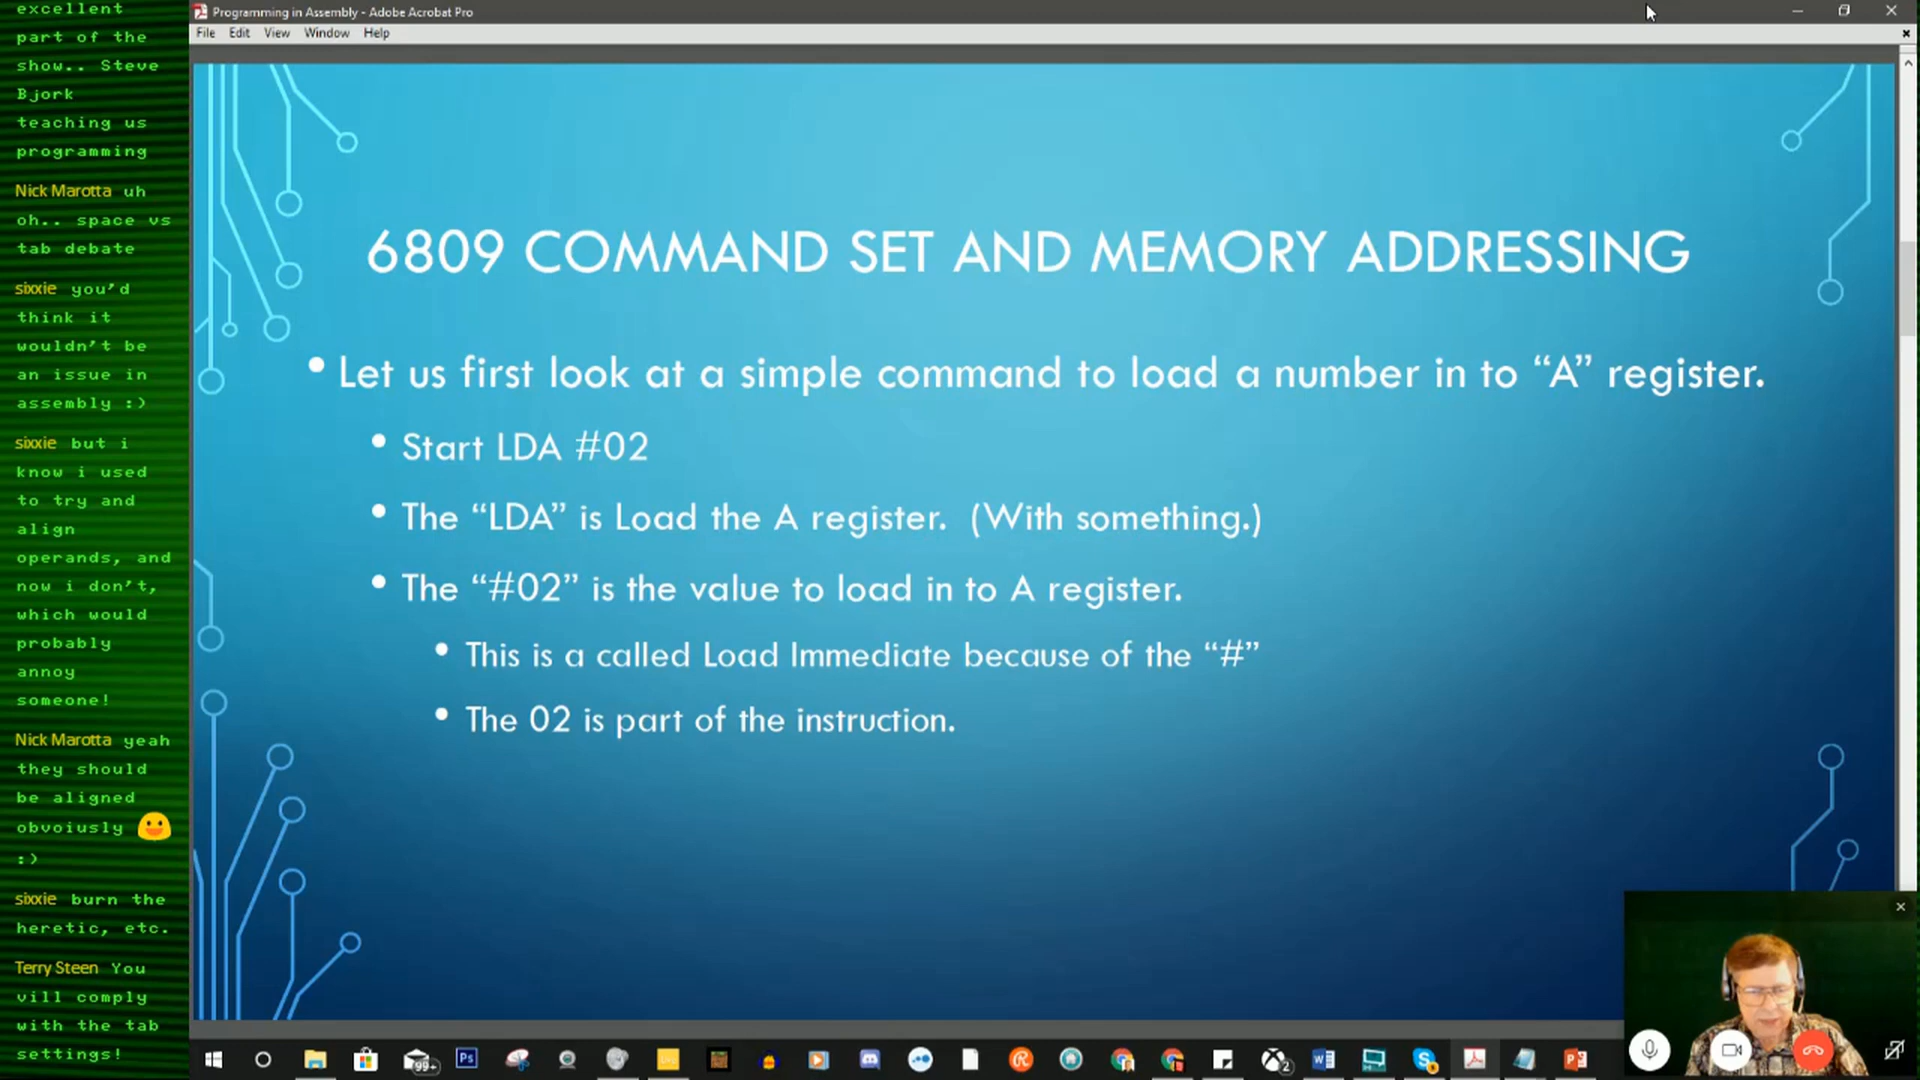 excellent
part of the
show.. Steve
Bjork
teaching us
programming
Nick Marotta uh
oh.. space vs
tab debate
sixxie you'd
think it
wouldn't be
an issue in
assembly :)
sixxie but i
know i used
to try and
align
operands, and
now i don't,
which would
probably
annoy
someone!
Nick Marotta yeah
they should
be aligned
obvoiusly 😃
:)
sixxie burn the
heretic, etc.
Terry Steen You
vill comply
with the tab
settings!
Programming in Assembly - Adobe Acrobat Pro
File Edit View Window Help
6809 COMMAND SET AND MEMORY ADDRESSING
• Let us first look at a simple command to load a number in to “A” register.
• Start LDA #02
• The “LDA” is Load the A register. (With something.)
• The “#02” is the value to load in to A register.
• This is a called Load Immediate because of the “#”
• The 02 is part of the instruction.
99+
Ps
2